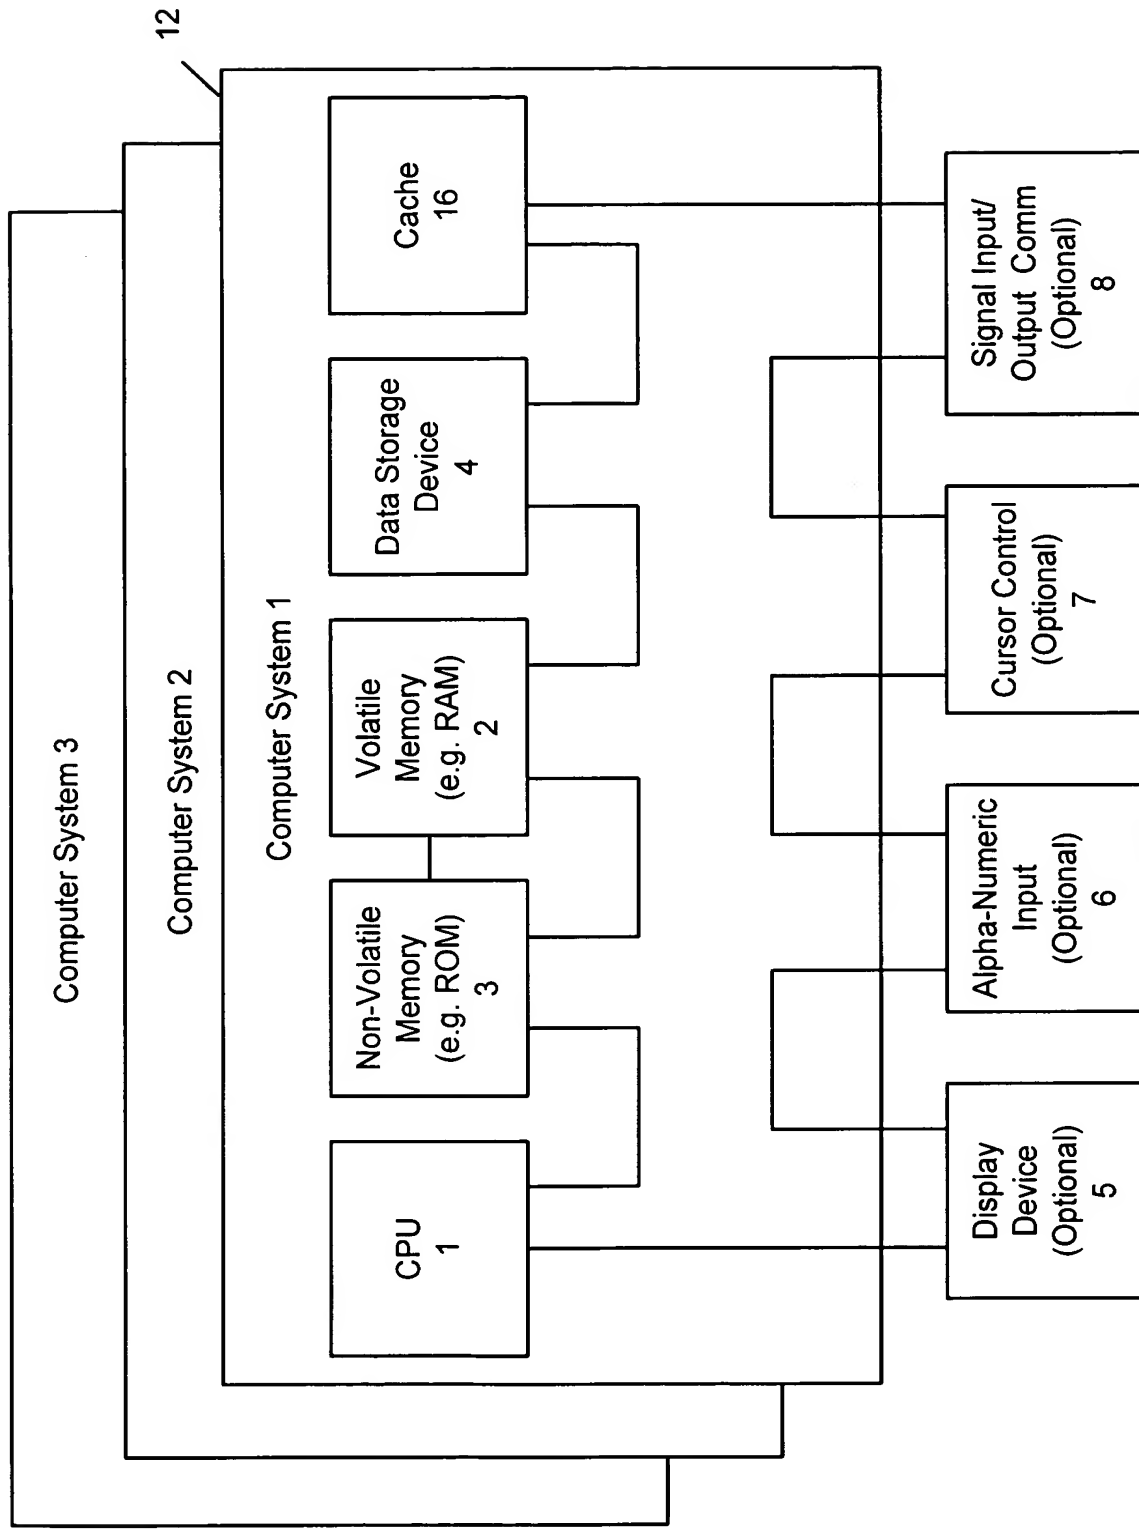 Computer System 3
Computer System 2
12
Computer System 1
CPU
1
Non-Volatile
Memory
(e.g. ROM)
3
Volatile
Memory
(e.g. RAM)
2
Data Storage
Device
4
Cache
16
Display
Device
(Optional)
5
Alpha-Numeric
Input
(Optional)
6
Cursor Control
(Optional)
7
Signal Input/
Output Comm
(Optional)
8